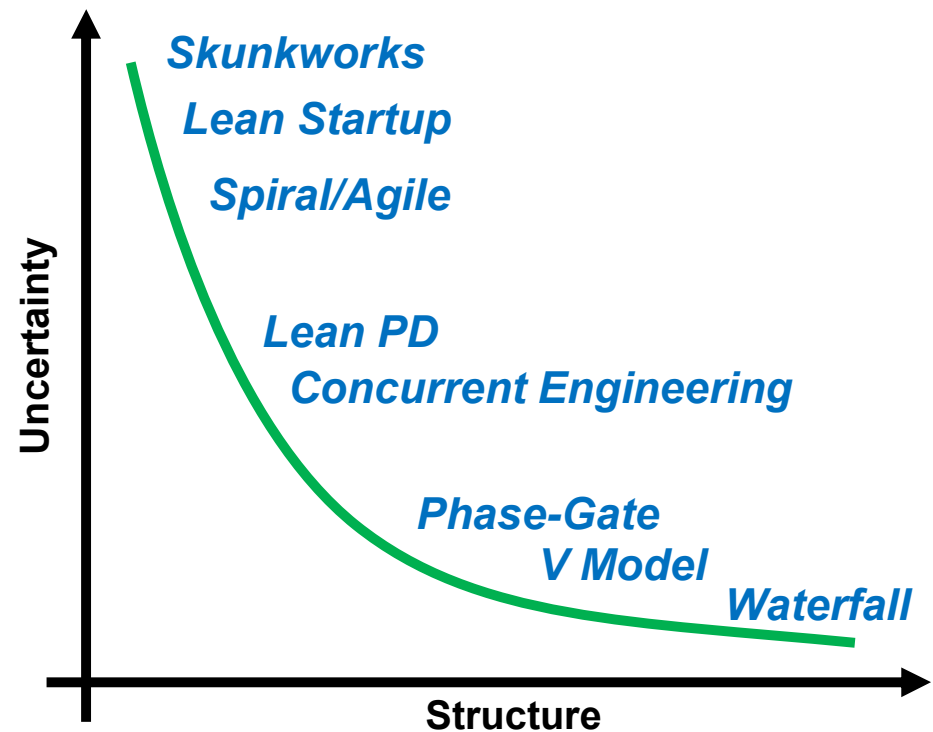 Skunkworks
Lean Startup
Spiral/Agile
Uncertainty
Lean PD
Concurrent Engineering
Phase-Gate
V Model
Waterfall
Structure